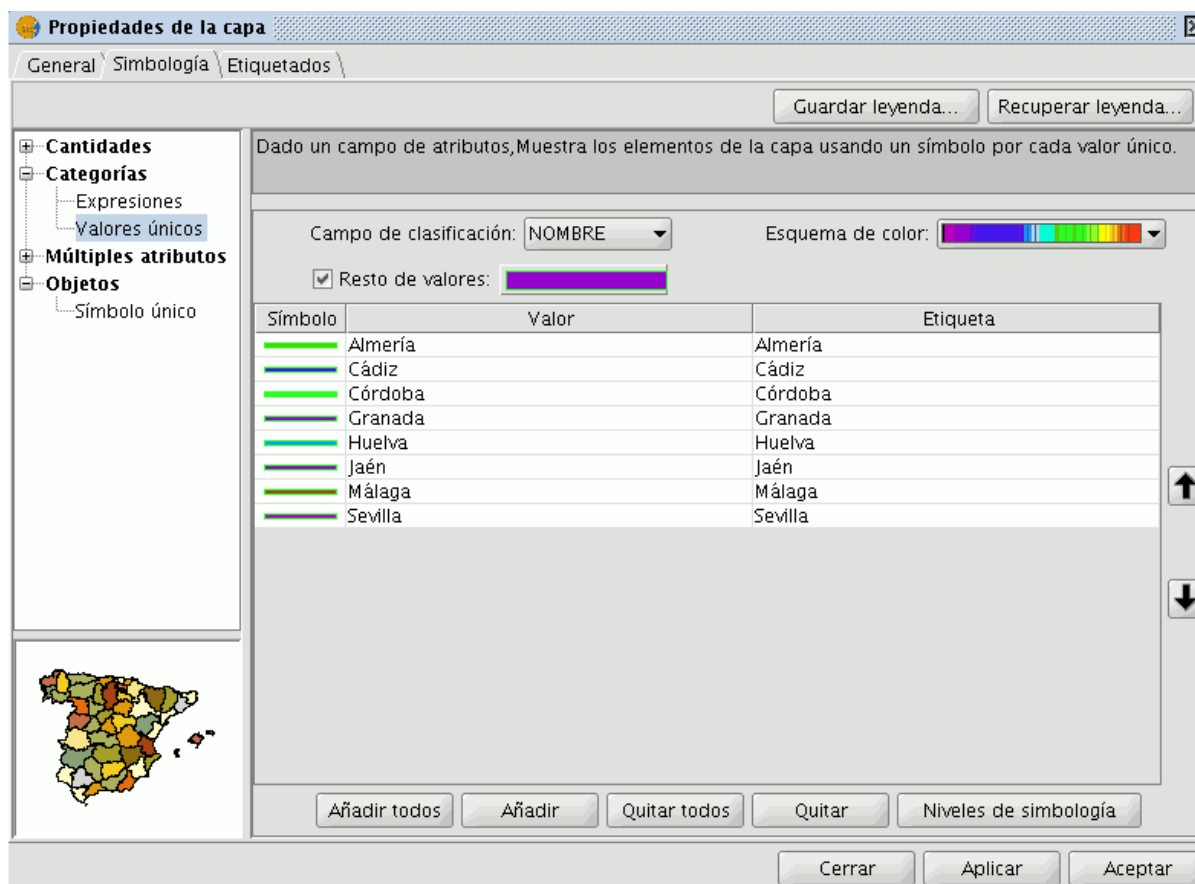 Propiedades de la capa
General Simbología Etiquetados
Guardar leyenda... Recuperar leyenda...
Cantidades
Categorías
Expresiones
Valores únicos
Múltiples atributos
Objetos
Símbolo único
Dado un campo de atributos,Muestra los elementos de la capa usando un símbolo por cada valor único.
Campo de clasificación: NOMBRE Esquema de color:
Resto de valores:
Símbolo Valor Etiqueta
Almería Almería
Cádiz Cádiz
Córdoba Córdoba
Granada Granada
Huelva Huelva
Jaén Jaén
Málaga Málaga
Sevilla Sevilla
Añadir todos Añadir Quitar todos Quitar Niveles de simbología
Cerrar Aplicar Aceptar